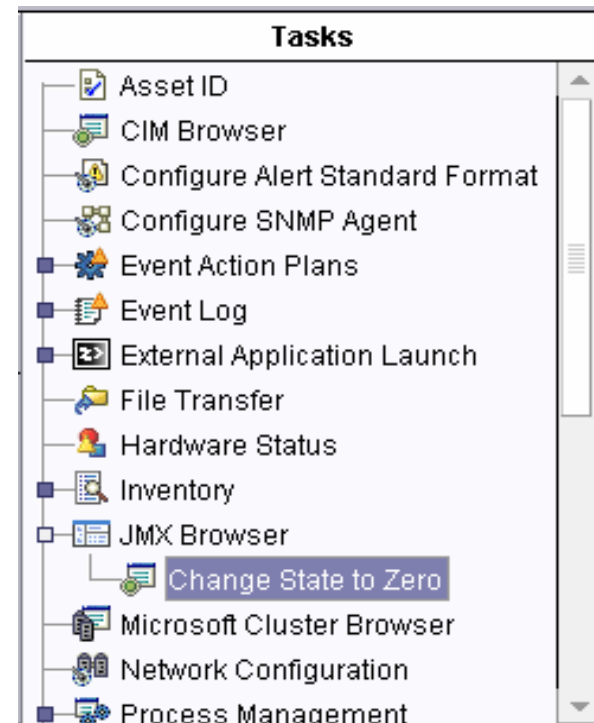 Tasks
Asset ID
CIM Browser
Configure Alert Standard Format
Configure SNMP Agent
Event Action Plans
Event Log
External Application Launch
File Transfer
Hardware Status
Inventory
JMX Browser
Change State to Zero
Microsoft Cluster Browser
Network Configuration
Process Management